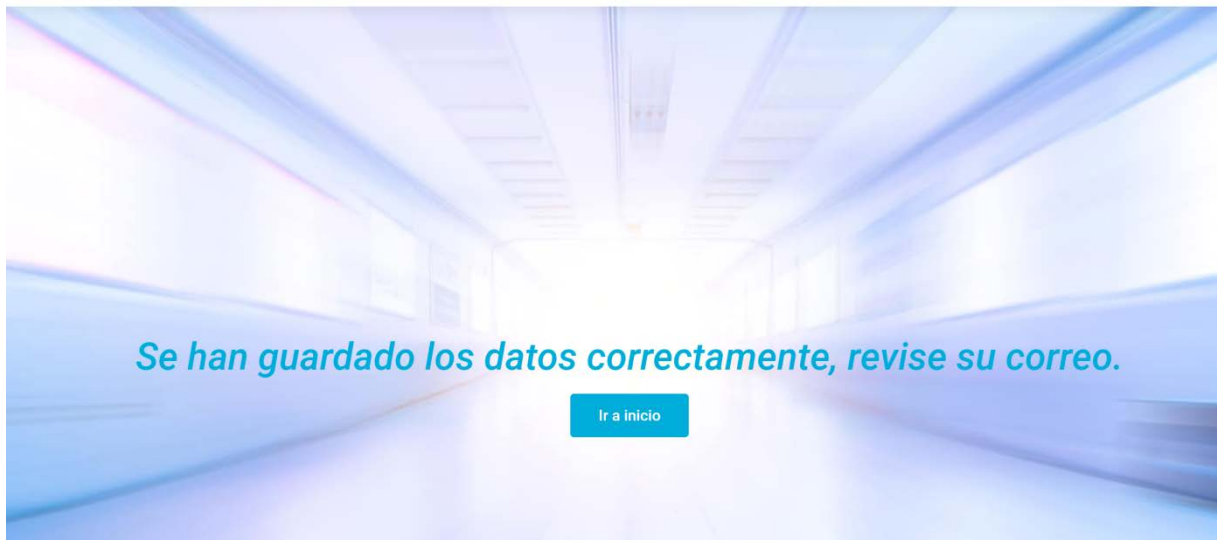 Se han guardado los datos correctamente, revise su correo.
Ir a inicio